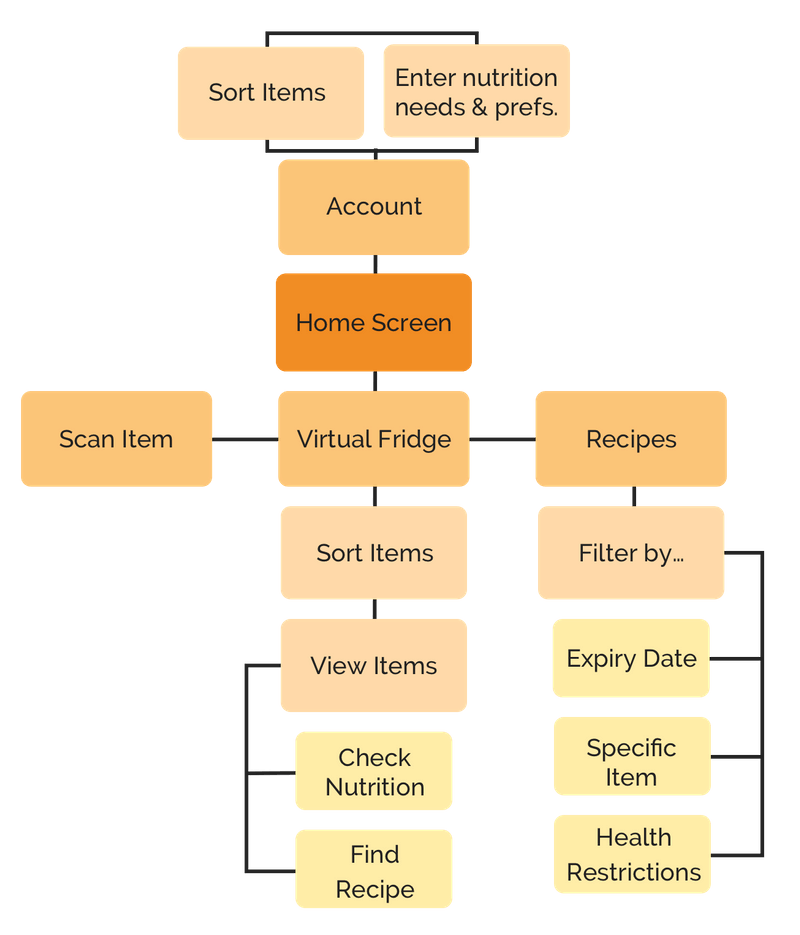 Sort Items
Enter nutrition
needs & prefs.
Account
Home Screen
Scan Item
Virtual Fridge
Recipes
Sort Items
Filter by...
View Items
Expiry Date
Check
Nutrition
Specific
Item
Find
Recipe
Health
Restrictions